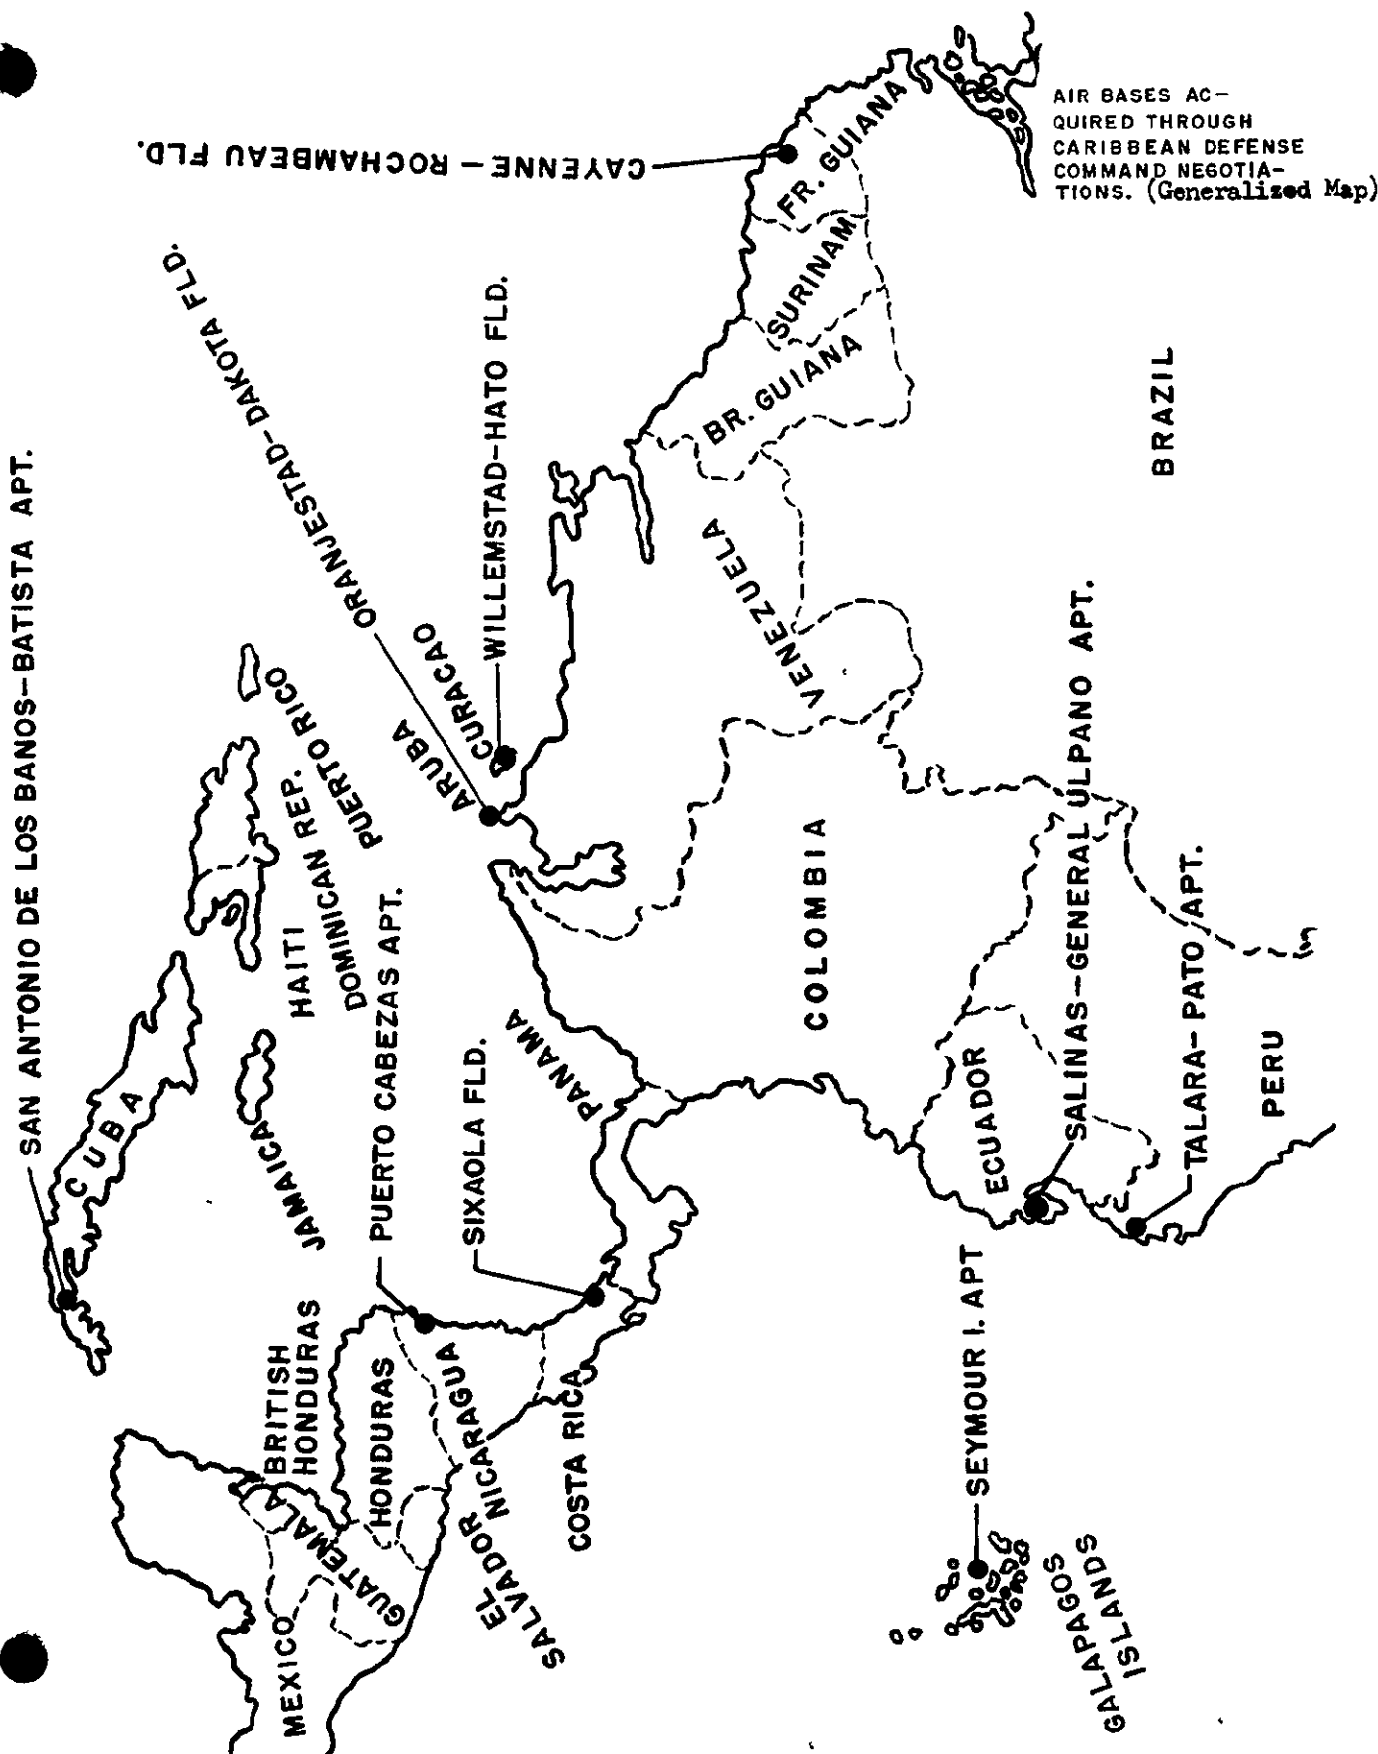 SAN ANTONIO DE LOS BANOS-BATISTA APT.
CAYENNE-ROCHAMBEAU FLD.
ORANJESTAD-DAKOTA FLD.
WILLEMSTAD-HATO FLD.
AIR BASES AC-
QUIRED THROUGH
CARIBBEAN DEFENSE
COMMAND NEGOTIA-
TIONS. (Generalized Map)
CUBA
JAMAICA
HAITI
DOMINICAN REP.
PUERTO RICO
ARUBA
CURACAO
PUERTO CABEZAS APT.
SIXAOLA FLD.
MEXICO
GUATEMALA
BRITISH
HONDURAS
HONDURAS
EL
SALVADOR
NICARAGUA
COSTA RICA
PANAMA
COLOMBIA
VENEZUELA
BR. GUIANA
SURINAM
FR. GUIANA
BRAZIL
ECUADOR
SALINAS-GENERAL ULPANO APT.
TALARA-PATO APT.
PERU
SEYMOUR I. APT
GALAPAGOS
ISLANDS